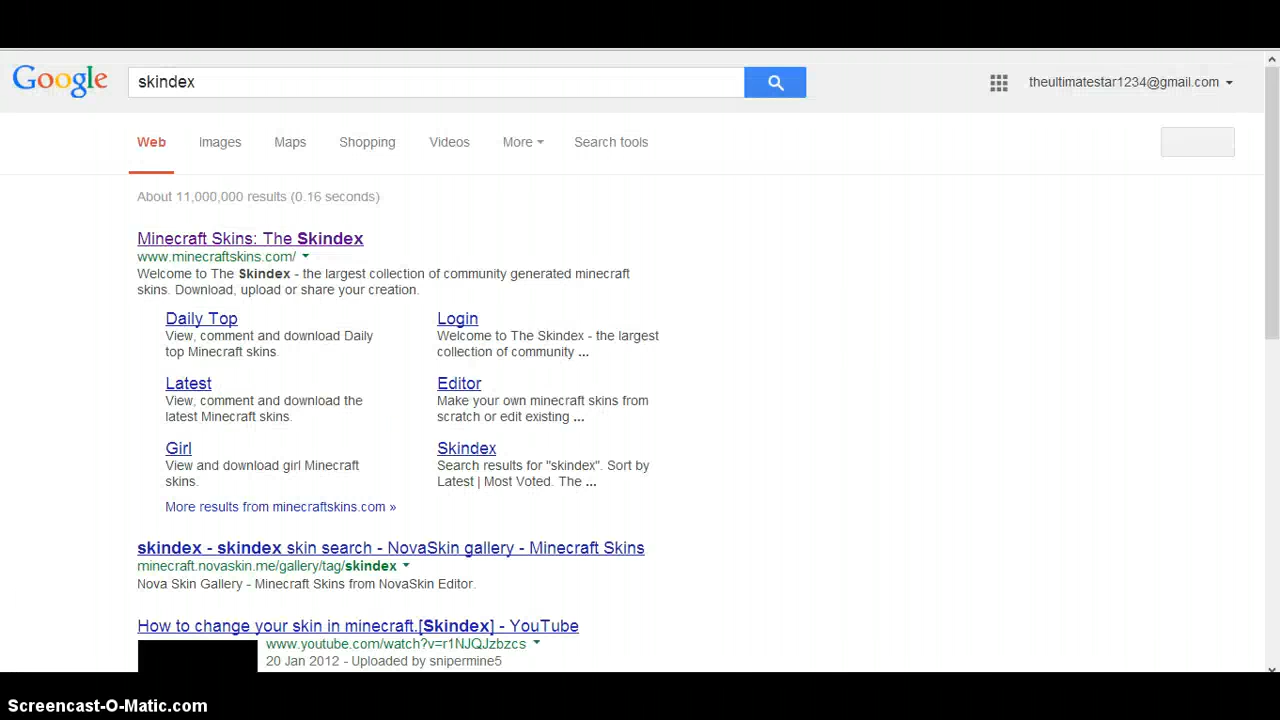 Google skindex theultimatestar1234@gmail.com
Web Images Maps Shopping Videos More Search tools
About 11,000,000 results (0.16 seconds)
Minecraft Skins: The Skindex
www.minecraftskins.com/
Welcome to The Skindex - the largest collection of community generated minecraft
skins. Download, upload or share your creation.
Daily Top
View, comment and download Daily
top Minecraft skins.
Login
Welcome to The Skindex - the largest
collection of community ...
Latest
View, comment and download the
latest Minecraft skins.
Editor
Make your own minecraft skins from
scratch or edit existing ...
Girl
View and download girl Minecraft
skins.
Skindex
Search results for "skindex". Sort by
Latest | Most Voted. The ...
More results from minecraftskins.com »
skindex - skindex skin search - NovaSkin gallery - Minecraft Skins
minecraft.novaskin.me/gallery/tag/skindex
Nova Skin Gallery - Minecraft Skins from NovaSkin Editor.
How to change your skin in minecraft.[Skindex] - YouTube
www.youtube.com/watch?v=r1NJQJzbzcs
20 Jan 2012 - Uploaded by snipermine5
Screencast-O-Matic.com